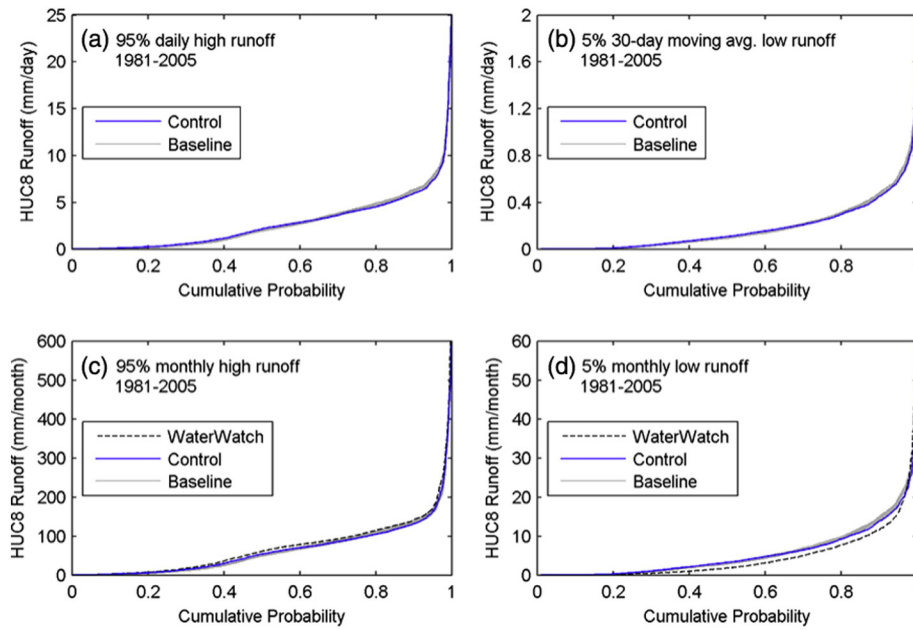 (a) 95% daily high runoff
1981-2005
HUC8 Runoff (mm/day)
25
20
15
10
5
0
Control
Baseline
0 0.2 0.4 0.6 0.8 1
Cumulative Probability
(b) 5% 30-day moving avg. low runoff
1981-2005
HUC8 Runoff (mm/day)
2
1.6
1.2
0.8
0.4
0
Control
Baseline
0 0.2 0.4 0.6 0.8
Cumulative Probability
(c) 95% monthly high runoff
1981-2005
HUC8 Runoff (mm/month)
600
500
400
300
200
100
0
WaterWatch
Control
Baseline
0 0.2 0.4 0.6 0.8 1
Cumulative Probability
(d) 5% monthly low runoff
1981-2005
HUC8 Runoff (mm/month)
60
50
40
30
20
10
0
WaterWatch
Control
Baseline
0 0.2 0.4 0.6 0.8
Cumulative Probability